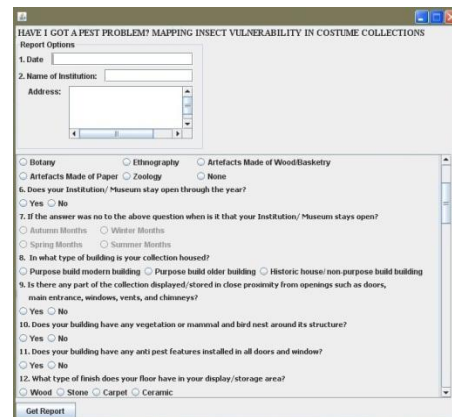 HAVE I GOT A PEST PROBLEM? MAPPING INSECT VULNERABILITY IN COSTUME COLLECTIONS
Report Options
1. Date
2. Name of Institution:
Address:
Botany Ethnography Artefacts Made of Wood/Basketry
Artefacts Made of Paper Zoology None
6. Does your Institution/ Museum stay open through the year?
Yes No
7. If the answer was no to the above question when is it that your Institution/ Museum stays open?
Autumn Months Winter Months
Spring Months Summer Months
8. In what type of building is your collection housed?
Purpose build modern building Purpose build older building Historic house/ non-purpose build building
9. Is there any part of the collection displayed/stored in close proximity from openings such as doors,
main entrance, windows, vents, and chimneys?
Yes No
10. Does your building have any vegetation or mammal and bird nest around its structure?
Yes No
11. Does your building have any anti pest features installed in all doors and window?
Yes No
12. What type of finish does your floor have in your display/storage area?
Wood Stone Carpet Ceramic
Get Report